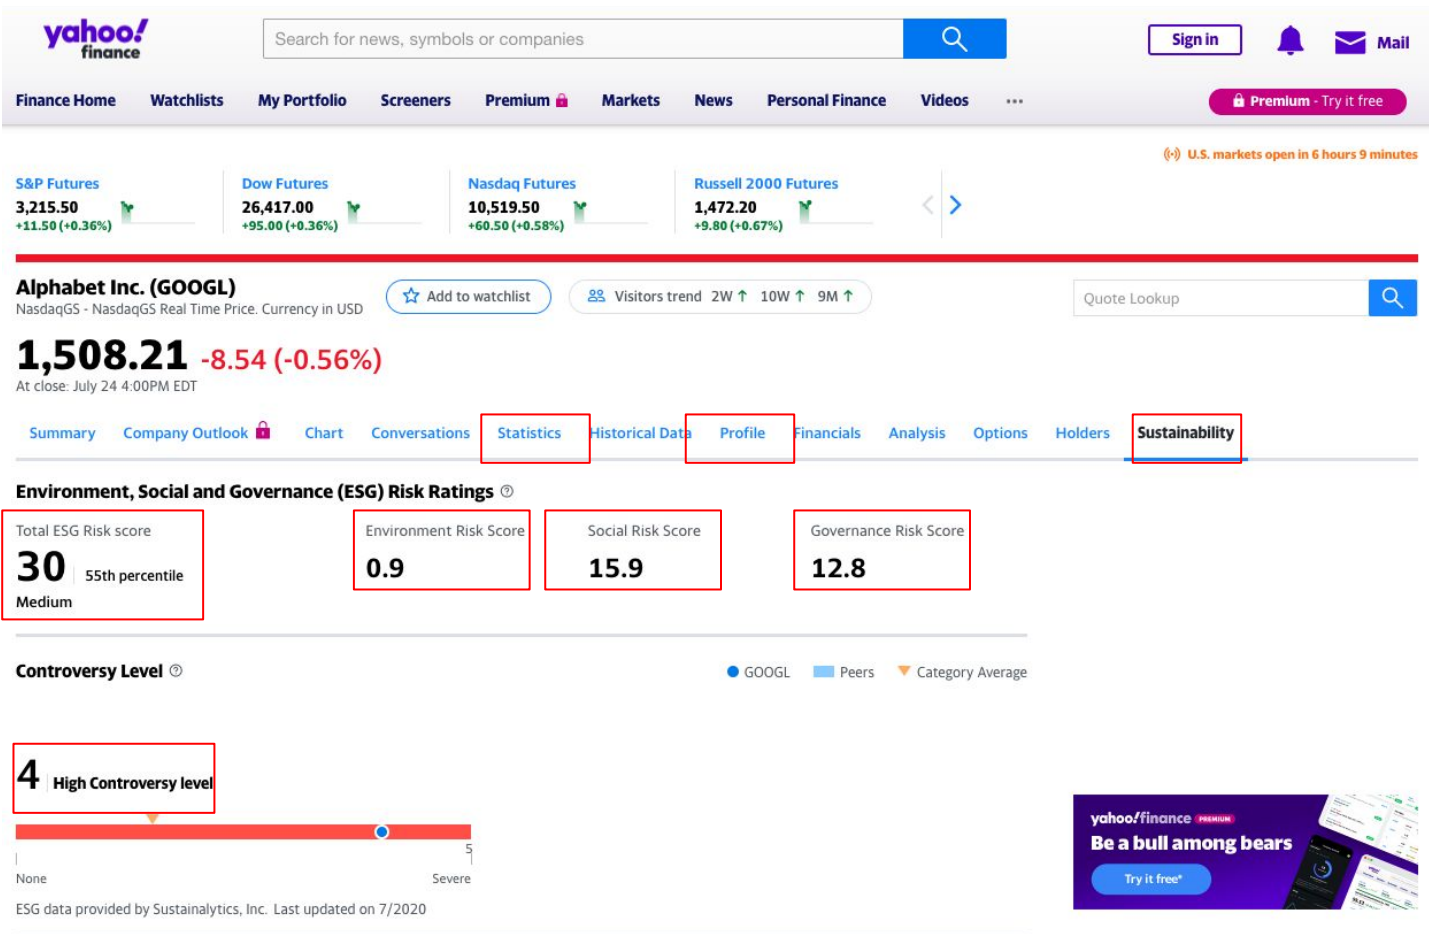 yahoo!
finance
Search for news, symbols or companies
Sign in
Mail
Finance Home Watchlists My Portfolio Screeners Premium Markets News Personal Finance Videos ...
Premium - Try it free
U.S. markets open in 6 hours 9 minutes
S&P Futures
3,215.50
+11.50 (+0.36%)
Dow Futures
26,417.00
+95.00 (+0.36%)
Nasdaq Futures
10,519.50
+60.50 (+0.58%)
Russell 2000 Futures
1,472.20
+9.80 (+0.67%)
Alphabet Inc. (GOOGL)
NasdaqGS - NasdaqGS Real Time Price. Currency in USD
Add to watchlist
Visitors trend 2W ↑ 10W ↑ 9M ↑
Quote Lookup
1,508.21 -8.54 (-0.56%)
At close: July 24 4:00PM EDT
Summary Company Outlook Chart Conversations Statistics Historical Data Profile Financials Analysis Options Holders Sustainability
Environment, Social and Governance (ESG) Risk Ratings
Total ESG Risk score
30 55th percentile
Medium
Environment Risk Score
0.9
Social Risk Score
15.9
Governance Risk Score
12.8
Controversy Level
GOOGL Peers Category Average
4 High Controversy level
5
None Severe
ESG data provided by Sustainalytics, Inc. Last updated on 7/2020
yahoo!finance PREMIUM
Be a bull among bears
Try it free*